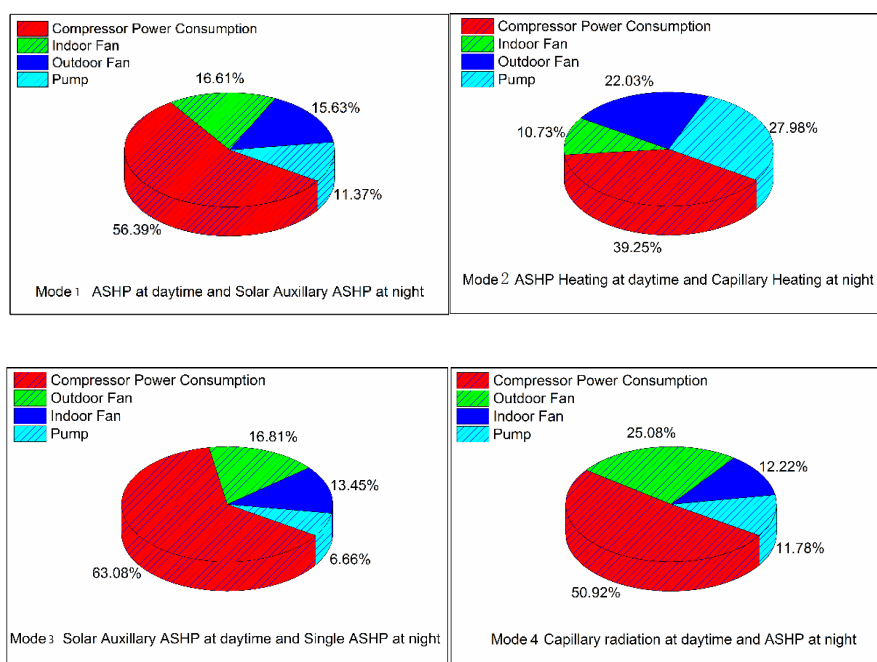 Compressor Power Consumption
Indoor Fan
Outdoor Fan
Pump
16.61%
15.63%
11.37%
56.39%
Mode 1 ASHP at daytime and Solar Auxillary ASHP at night
Compressor Power Consumption
Indoor Fan
Outdoor Fan
Pump
22.03%
27.98%
10.73%
39.25%
Mode 2 ASHP Heating at daytime and Capillary Heating at night
Compressor Power Consumption
Outdoor Fan
Indoor Fan
Pump
16.81%
13.45%
6.66%
63.08%
Mode 3 Solar Auxillary ASHP at daytime and Single ASHP at night
Compressor Power Consumption
Outdoor Fan
Indoor Fan
Pump
25.08%
12.22%
11.78%
50.92%
Mode 4 Capillary radiation at daytime and ASHP at night